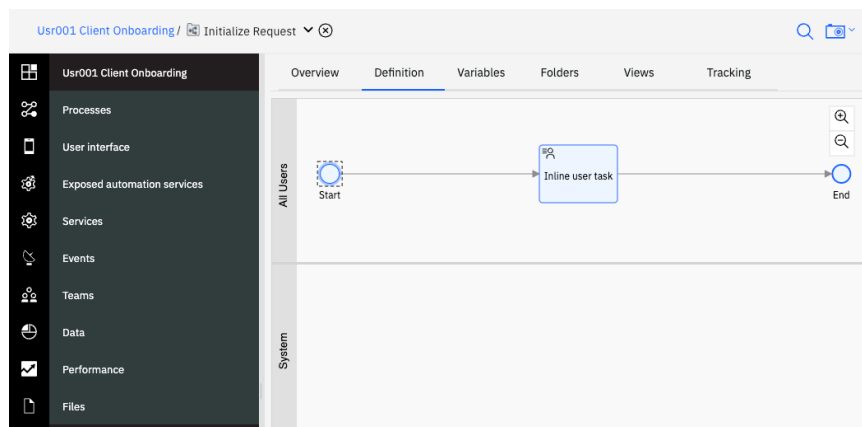 Usr001 Client Onboarding / Initialize Request
Usr001 Client Onboarding
Processes
User interface
Exposed automation services
Services
Events
Teams
Data
Performance
Files
Overview Definition Variables Folders Views Tracking
All Users
Start
Inline user task
End
System